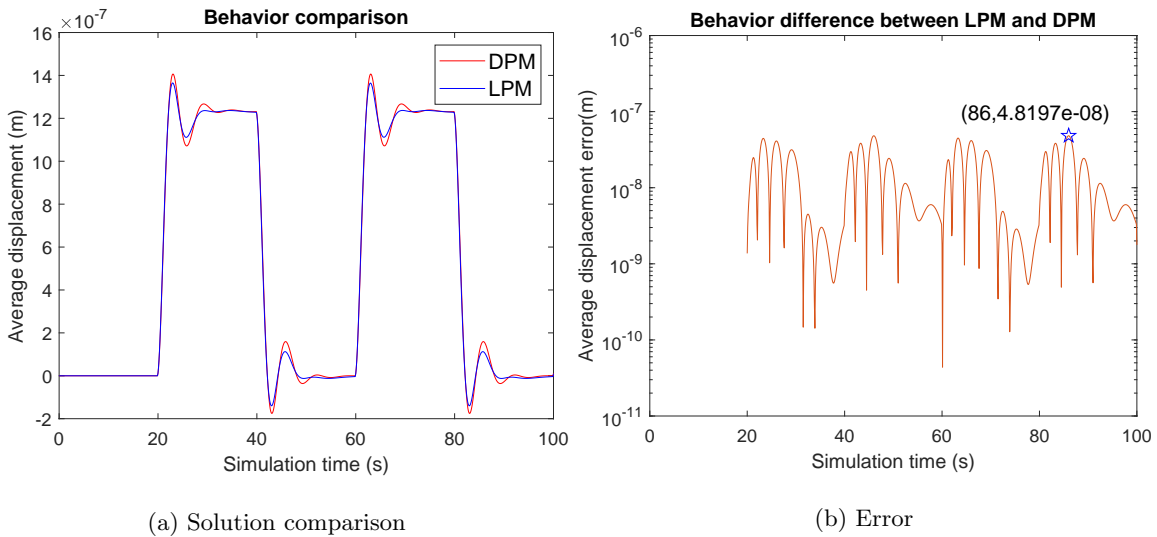 Behavior comparison
×10-7
16
14
12
10
8
6
4
2
0
-2
Average displacement (m)
DPM
LPM
0 20 40 60 80 100
Simulation time (s)
(a) Solution comparison
Behavior difference between LPM and DPM
10-6
10-7
10-8
10-9
10-10
10-11
Average displacement error(m)
(86,4.8197e-08)
0 20 40 60 80 100
Simulation time (s)
(b) Error